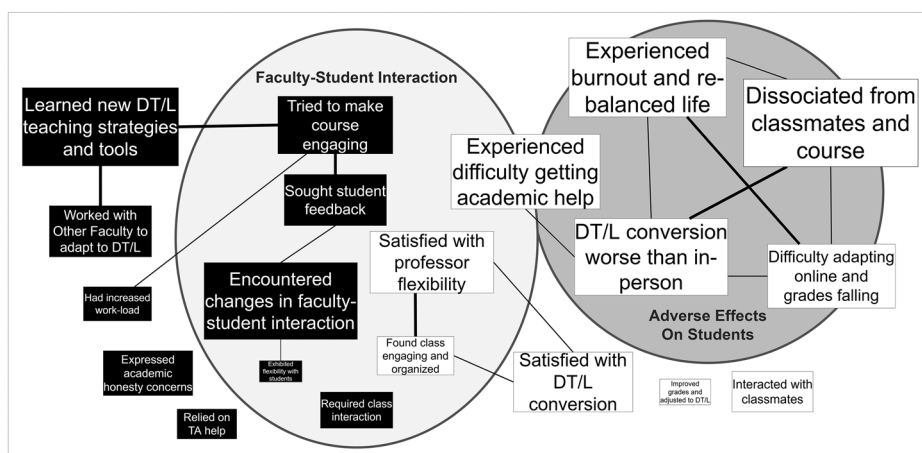 Faculty-Student Interaction
Learned new DT/L
teaching strategies
and tools
Tried to make
course
engaging
Sought student
feedback
Worked with
Other Faculty to
adapt to DT/L
Had increased
work-load
Encountered
changes in faculty-
student interaction
Exhibited
flexibility with
students
Expressed
academic
honesty concerns
Relied on
TA help
Required class
interaction
Experienced
difficulty getting
academic help
Satisfied with
professor
flexibility
Found class
engaging and
organized
Satisfied with
DT/L
conversion
Experienced
burnout and re-
balanced life
Dissociated from
classmates and
course
DT/L conversion
worse than in-
person
Difficulty adapting
online and
grades falling
Adverse Effects
On Students
Improved
grades and
adjusted to DT/L
Interacted with
classmates